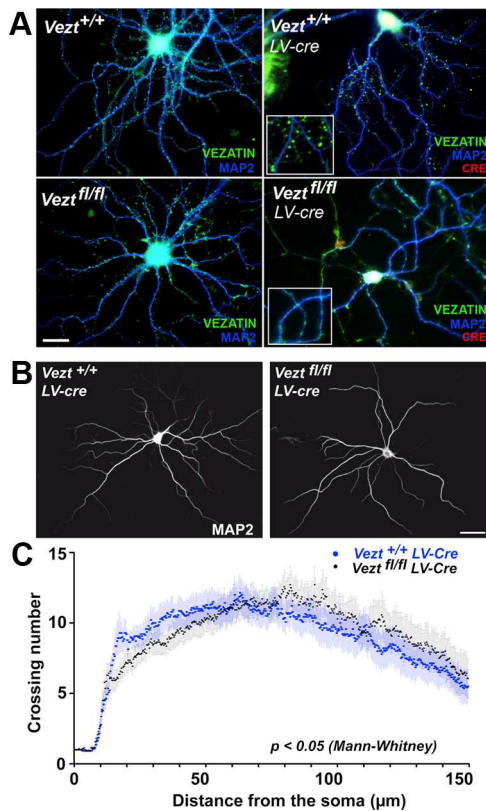 A
Vezt+/+
VEZATIN
MAP2
Vezt+/+
LV-cre
VEZATIN
MAP2
CRE
Vezt fl/fl
VEZATIN
MAP2
Vezt fl/fl
LV-cre
VEZATIN
MAP2
CRE
B
Vezt +/+
LV-cre
MAP2
Vezt fl/fl
LV-cre
C
Vezt +/+ LV-Cre
Vezt fl/fl LV-Cre
Crossing number
15
10
5
0
p < 0.05 (Mann-Whitney)
0 50 100 150
Distance from the soma (µm)